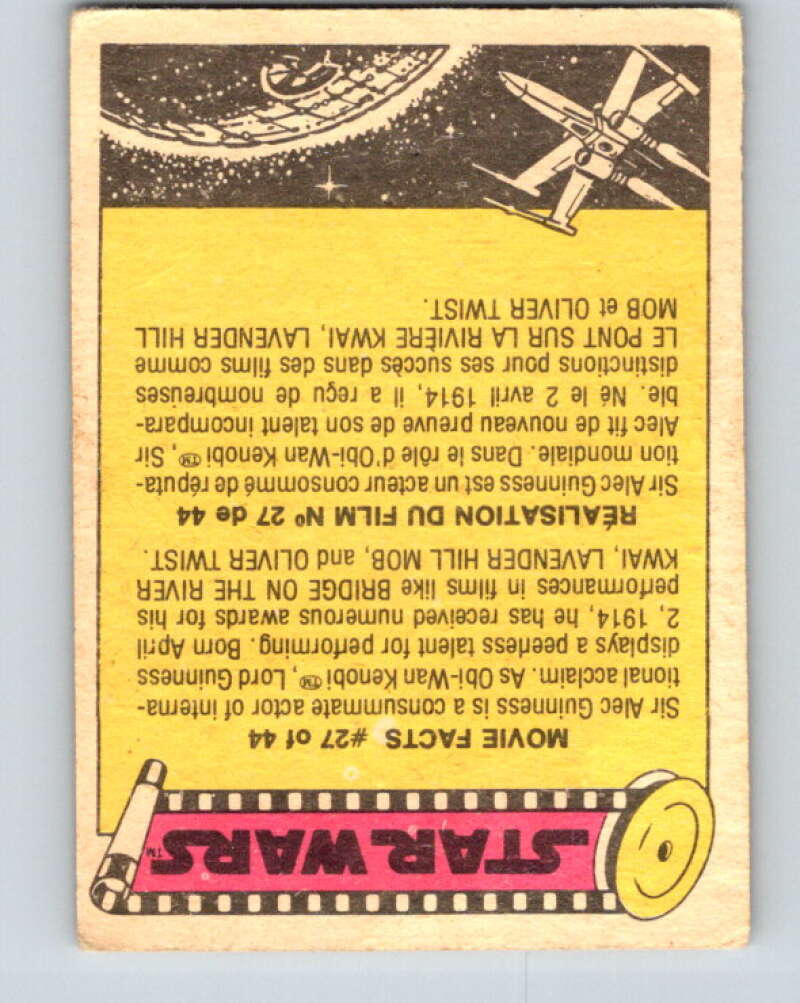 STAR WARS™
MOVIE FACTS #27 of 44
Sir Alec Guinness is a consummate actor of interna-
tional acclaim. As Obi-Wan Kenobi™, Lord Guinness
displays a peerless talent for performing. Born April
2, 1914, he has received numerous awards for his
performances in films like BRIDGE ON THE RIVER
KWAI, LAVENDER HILL MOB, and OLIVER TWIST.
RÉALISATION DU FILM Nº 27 de 44
Sir Alec Guinness est un acteur consommé de réputa-
tion mondiale. Dans le rôle d'Obi-Wan Kenobi™, Sir
Alec fit de nouveau preuve de son talent incompara-
ble. Né le 2 avril 1914, il a reçu de nombreuses
distinctions pour ses succès dans des films comme
LE PONT SUR LA RIVIÈRE KWAI, LAVENDER HILL
MOB et OLIVER TWIST.